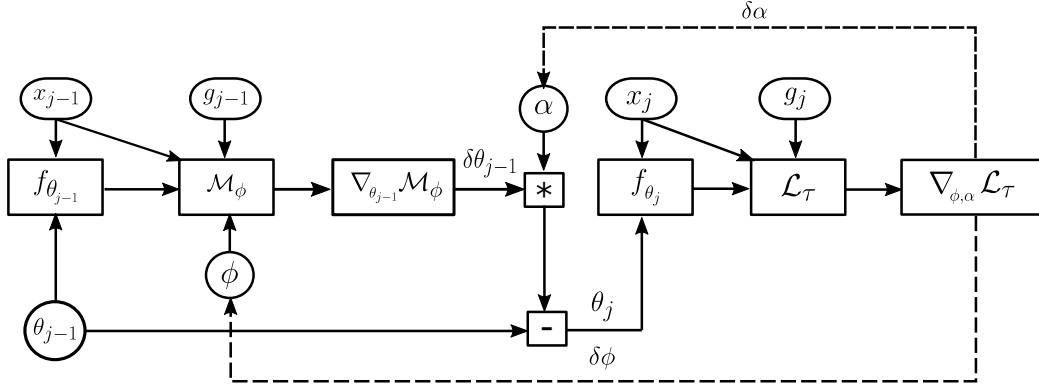 δα
x_{j-1}
g_{j-1}
α
x_j
g_j
f_{θ_{j-1}}
M_ϕ
∇_{θ_{j-1}} M_ϕ
δθ_{j-1}
*
f_{θ_j}
L_τ
∇_{ϕ,α} L_τ
ϕ
θ_{j-1}
-
θ_j
δϕ